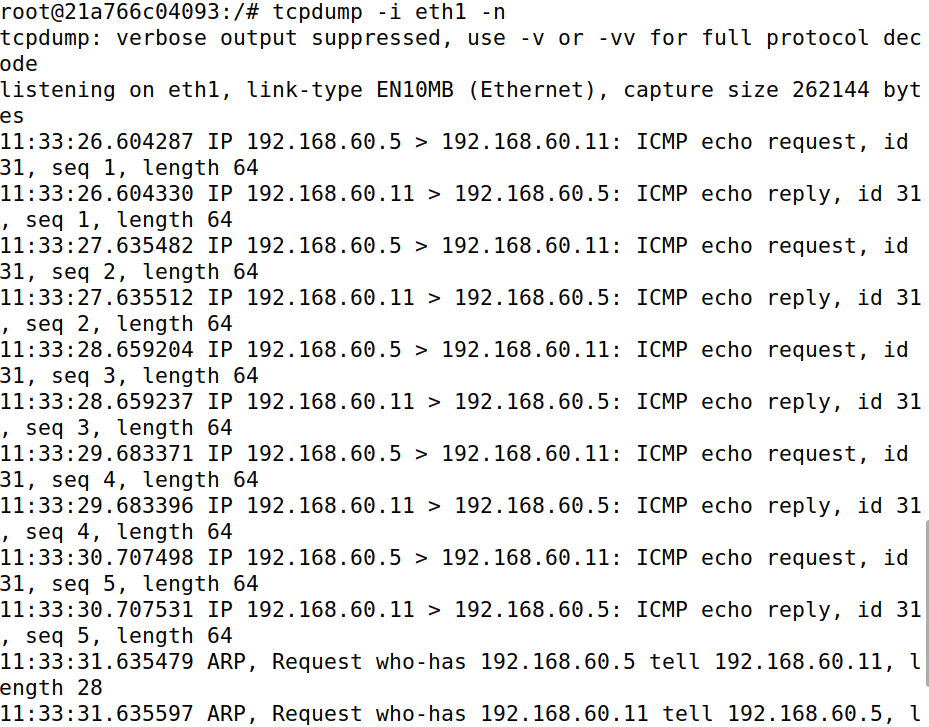 root@21a766c04093:/# tcpdump -i eth1 -n
tcpdump: verbose output suppressed, use -v or -vv for full protocol dec
ode
listening on eth1, link-type EN10MB (Ethernet), capture size 262144 byt
es
11:33:26.604287 IP 192.168.60.5 > 192.168.60.11: ICMP echo request, id
31, seq 1, length 64
11:33:26.604330 IP 192.168.60.11 > 192.168.60.5: ICMP echo reply, id 31
, seq 1, length 64
11:33:27.635482 IP 192.168.60.5 > 192.168.60.11: ICMP echo request, id
31, seq 2, length 64
11:33:27.635512 IP 192.168.60.11 > 192.168.60.5: ICMP echo reply, id 31
, seq 2, length 64
11:33:28.659204 IP 192.168.60.5 > 192.168.60.11: ICMP echo request, id
31, seq 3, length 64
11:33:28.659237 IP 192.168.60.11 > 192.168.60.5: ICMP echo reply, id 31
, seq 3, length 64
11:33:29.683371 IP 192.168.60.5 > 192.168.60.11: ICMP echo request, id
31, seq 4, length 64
11:33:29.683396 IP 192.168.60.11 > 192.168.60.5: ICMP echo reply, id 31
, seq 4, length 64
11:33:30.707498 IP 192.168.60.5 > 192.168.60.11: ICMP echo request, id
31, seq 5, length 64
11:33:30.707531 IP 192.168.60.11 > 192.168.60.5: ICMP echo reply, id 31
, seq 5, length 64
11:33:31.635479 ARP, Request who-has 192.168.60.5 tell 192.168.60.11, l
ength 28
11:33:31.635597 ARP, Request who-has 192.168.60.11 tell 192.168.60.5, l